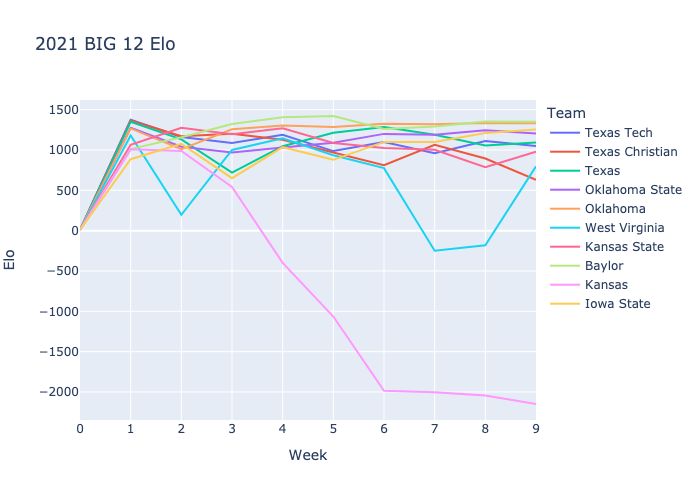 2021 BIG 12 Elo
Team
Texas Tech
Texas Christian
Texas
Oklahoma State
Oklahoma
West Virginia
Kansas State
Baylor
Kansas
Iowa State
1500
1000
500
0
−500
−1000
−1500
−2000
Elo
0 1 2 3 4 5 6 7 8 9
Week